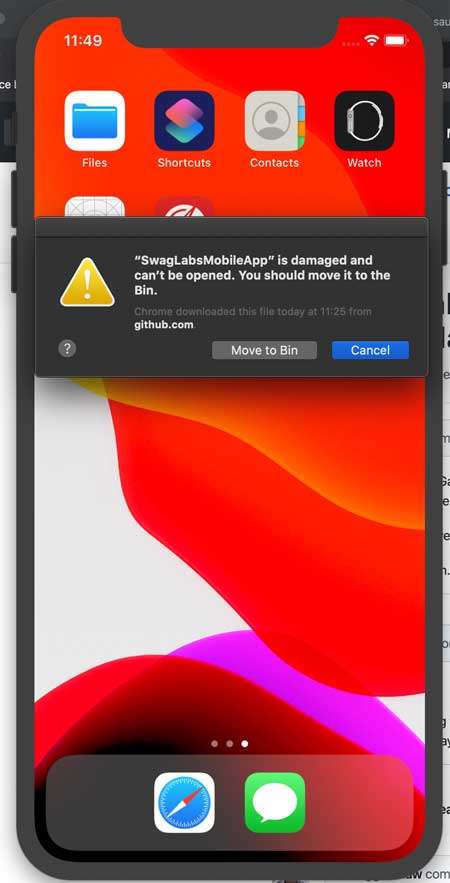 11:49
Files
Shortcuts
Contacts
Watch
“SwagLabsMobileApp” is damaged and
can’t be opened. You should move it to the
Bin.
Chrome downloaded this file today at 11:25 from
github.com
?
Move to Bin
Cancel